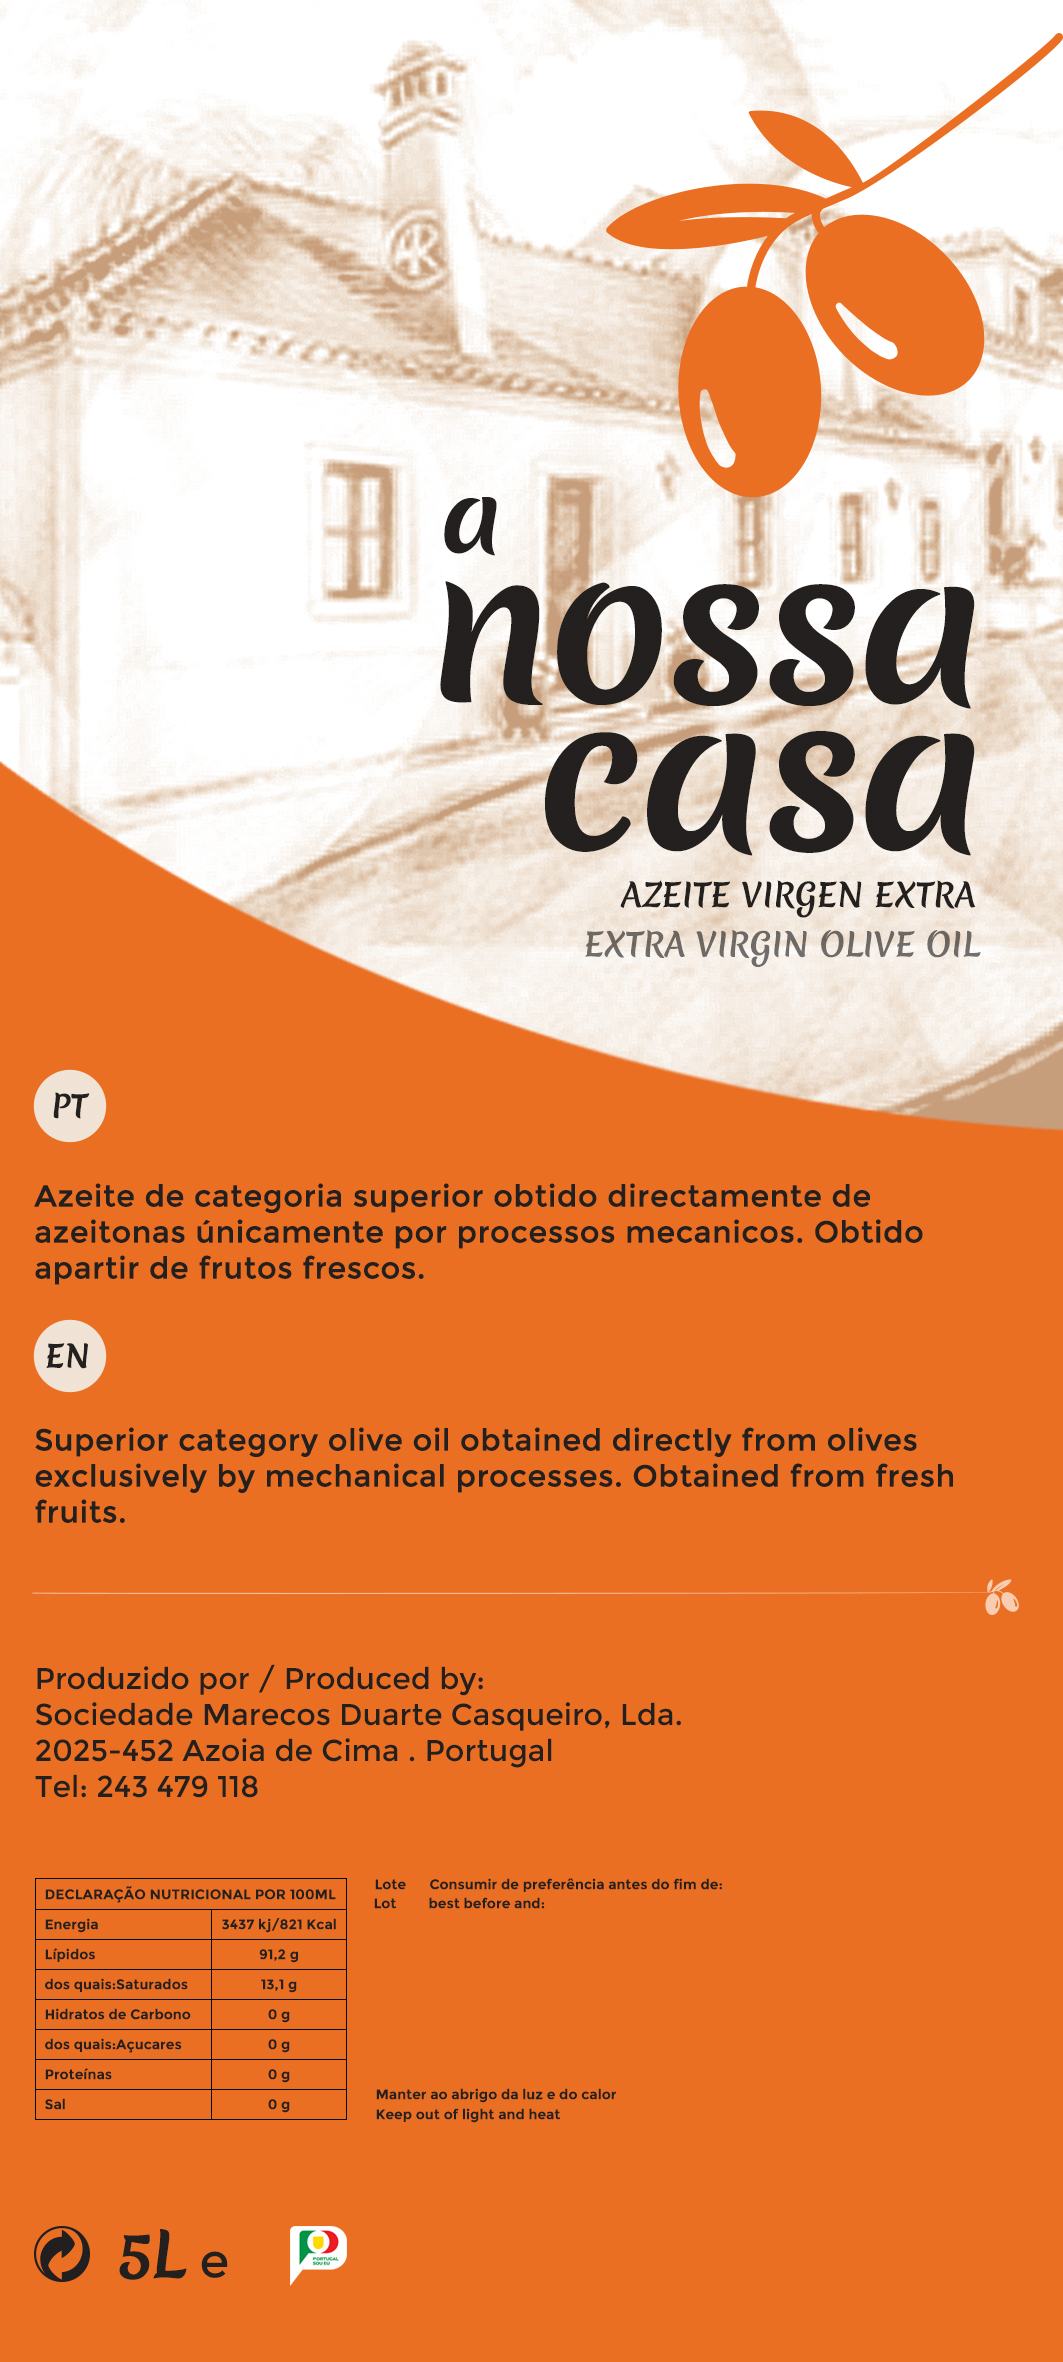 a
nossa
casa
AZEITE VIRGEN EXTRA
EXTRA VIRGIN OLIVE OIL
PT
Azeite de categoria superior obtido directamente de
azeitonas únicamente por processos mecanicos. Obtido
apartir de frutos frescos.
EN
Superior category olive oil obtained directly from olives
exclusively by mechanical processes. Obtained from fresh
fruits.
Produzido por / Produced by:
Sociedade Marecos Duarte Casqueiro, Lda.
2025-452 Azoia de Cima . Portugal
Tel: 243 479 118
DECLARAÇÃO NUTRICIONAL POR 100ML
Energia 3437 kj/821 Kcal
Lípidos 91,2 g
dos quais:Saturados 13,1 g
Hidratos de Carbono 0 g
dos quais:Açucares 0 g
Proteínas 0 g
Sal 0 g
Lote Consumir de preferência antes do fim de:
Lot best before and:
Manter ao abrigo da luz e do calor
Keep out of light and heat
5L e
PORTUGAL
SOU EU